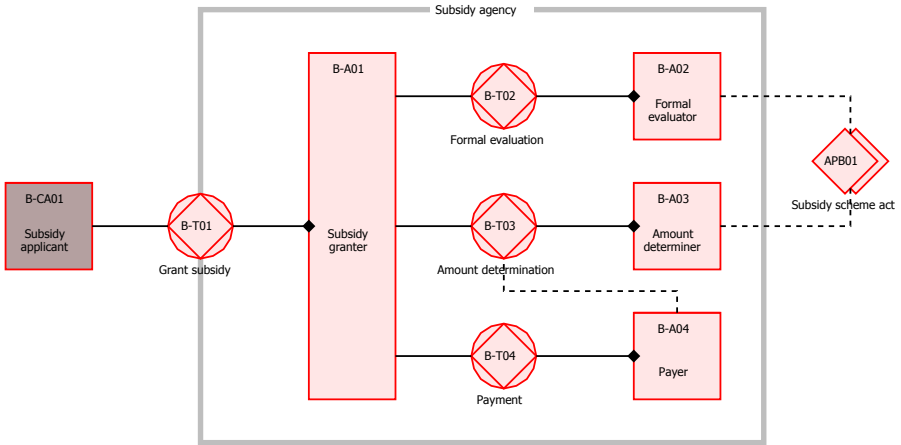 Subsidy agency
B-A01
B-T02
Formal evaluation
B-A02
Formal
evaluator
APB01
Subsidy scheme act
B-CA01
Subsidy
applicant
B-T01
Grant subsidy
Subsidy
granter
B-T03
Amount determination
B-A03
Amount
determiner
B-T04
Payment
B-A04
Payer